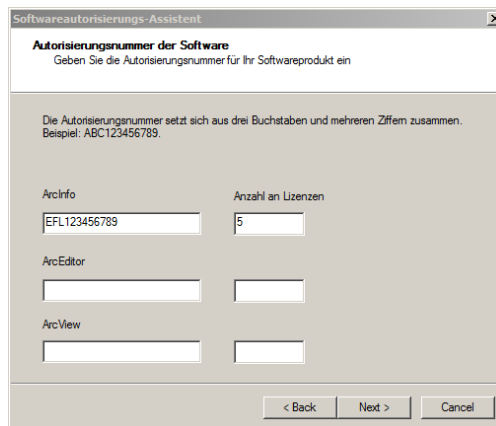 Softwareautorisierungs-Assistent
Autorisierungsnummer der Software
Geben Sie die Autorisierungsnummer für Ihr Softwareprodukt ein
Die Autorisierungsnummer setzt sich aus drei Buchstaben und mehreren Ziffern zusammen.
Beispiel: ABC123456789.
ArcInfo
Anzahl an Lizenzen
EFL123456789
5
ArcEditor
ArcView
< Back
Next >
Cancel